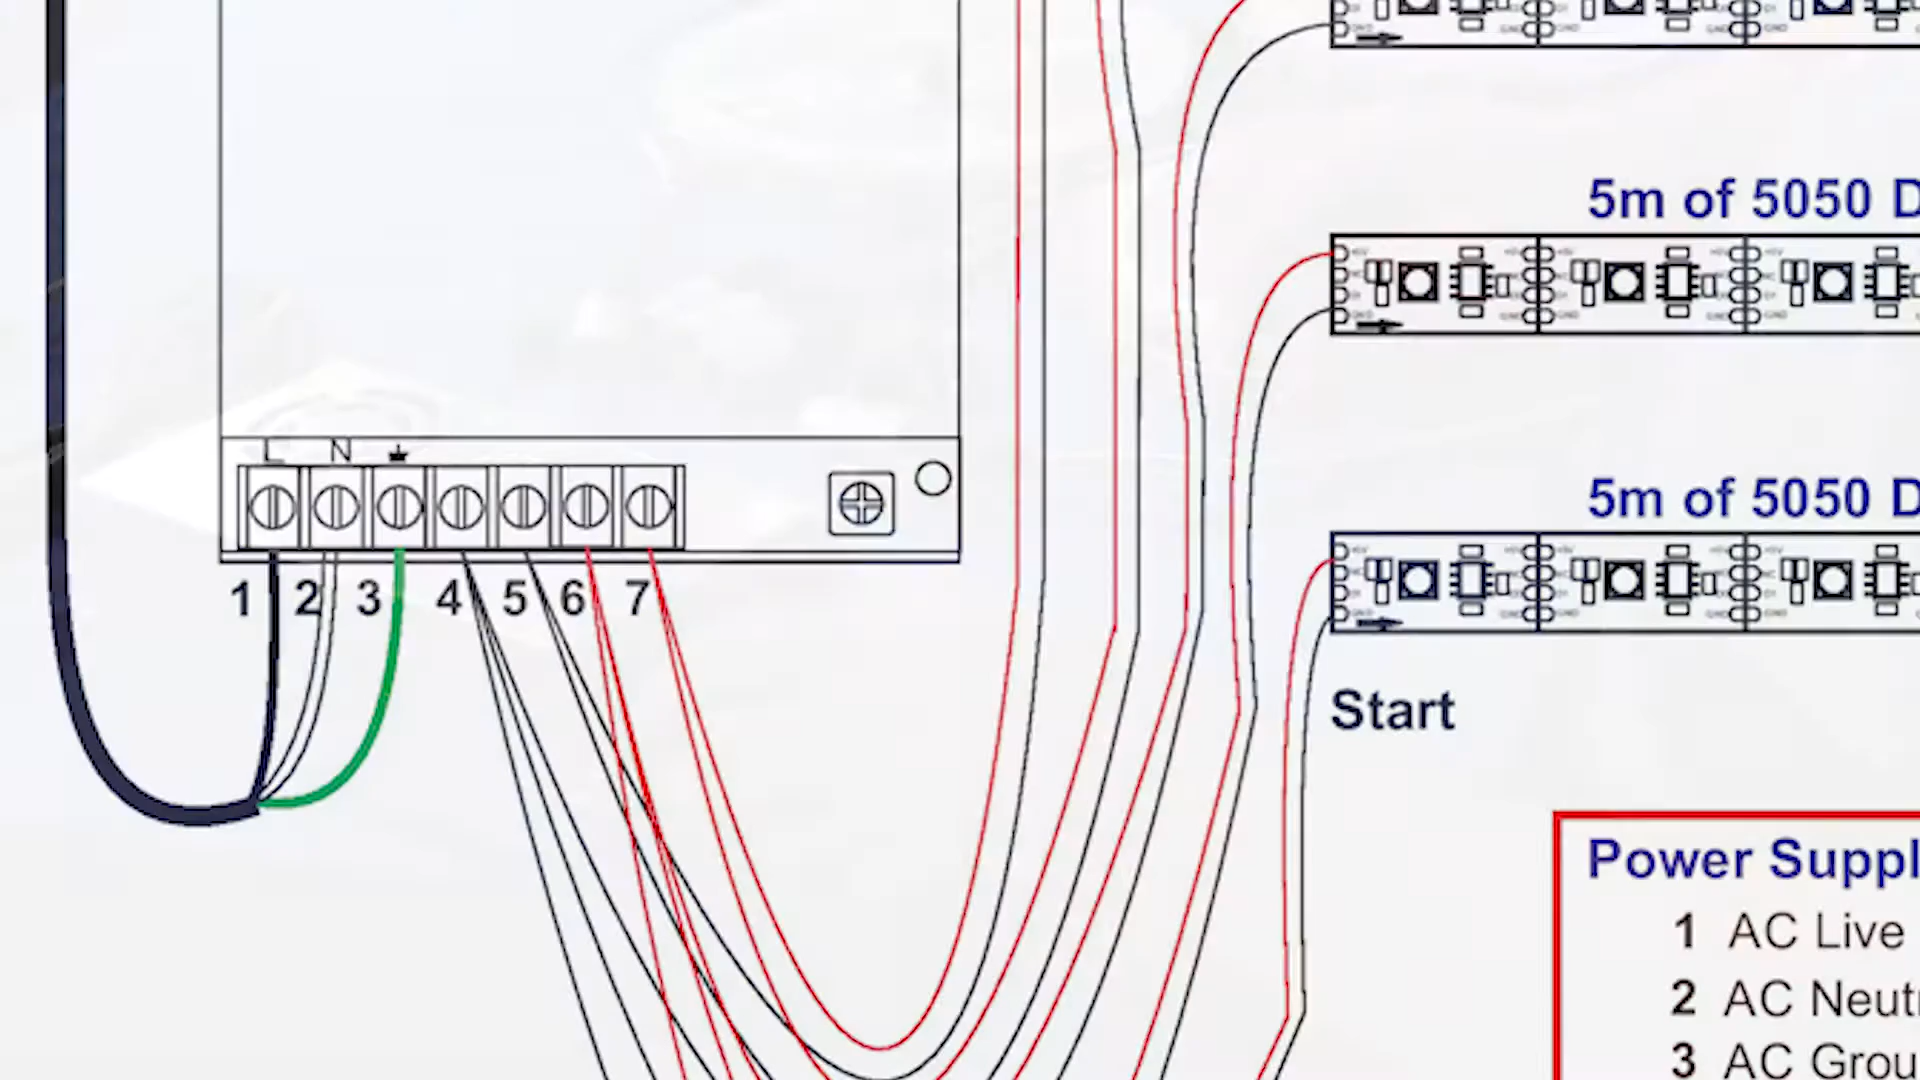 5m of 5050 D
L N
5m of 5050 D
1 2 3 4 5 6 7
Start
Power Suppl
1 AC Live
2 AC Neut
3 AC Grou